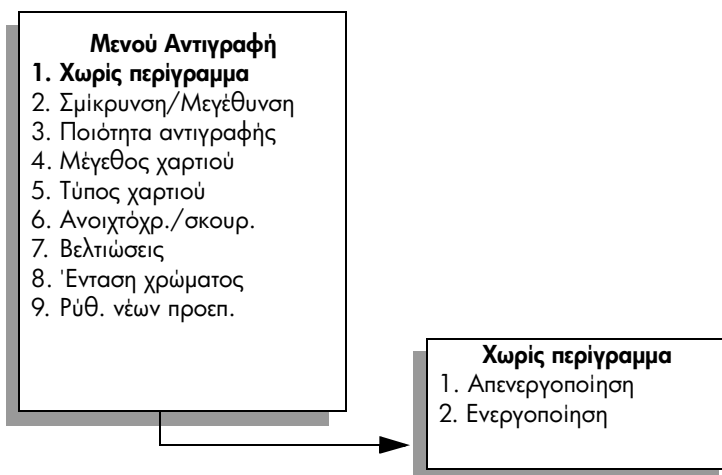 Μενού Αντιγραφή
1. Χωρίς περίγραμμα
2. Σμίκρυνση/Μεγέθυνση
3. Ποιότητα αντιγραφής
4. Μέγεθος χαρτιού
5. Τύπος χαρτιού
6. Ανοιχτόχρ./σκουρ.
7. Βελτιώσεις
8. Ένταση χρώματος
9. Ρύθ. νέων προεπ.
Χωρίς περίγραμμα
1. Απενεργοποίηση
2. Ενεργοποίηση